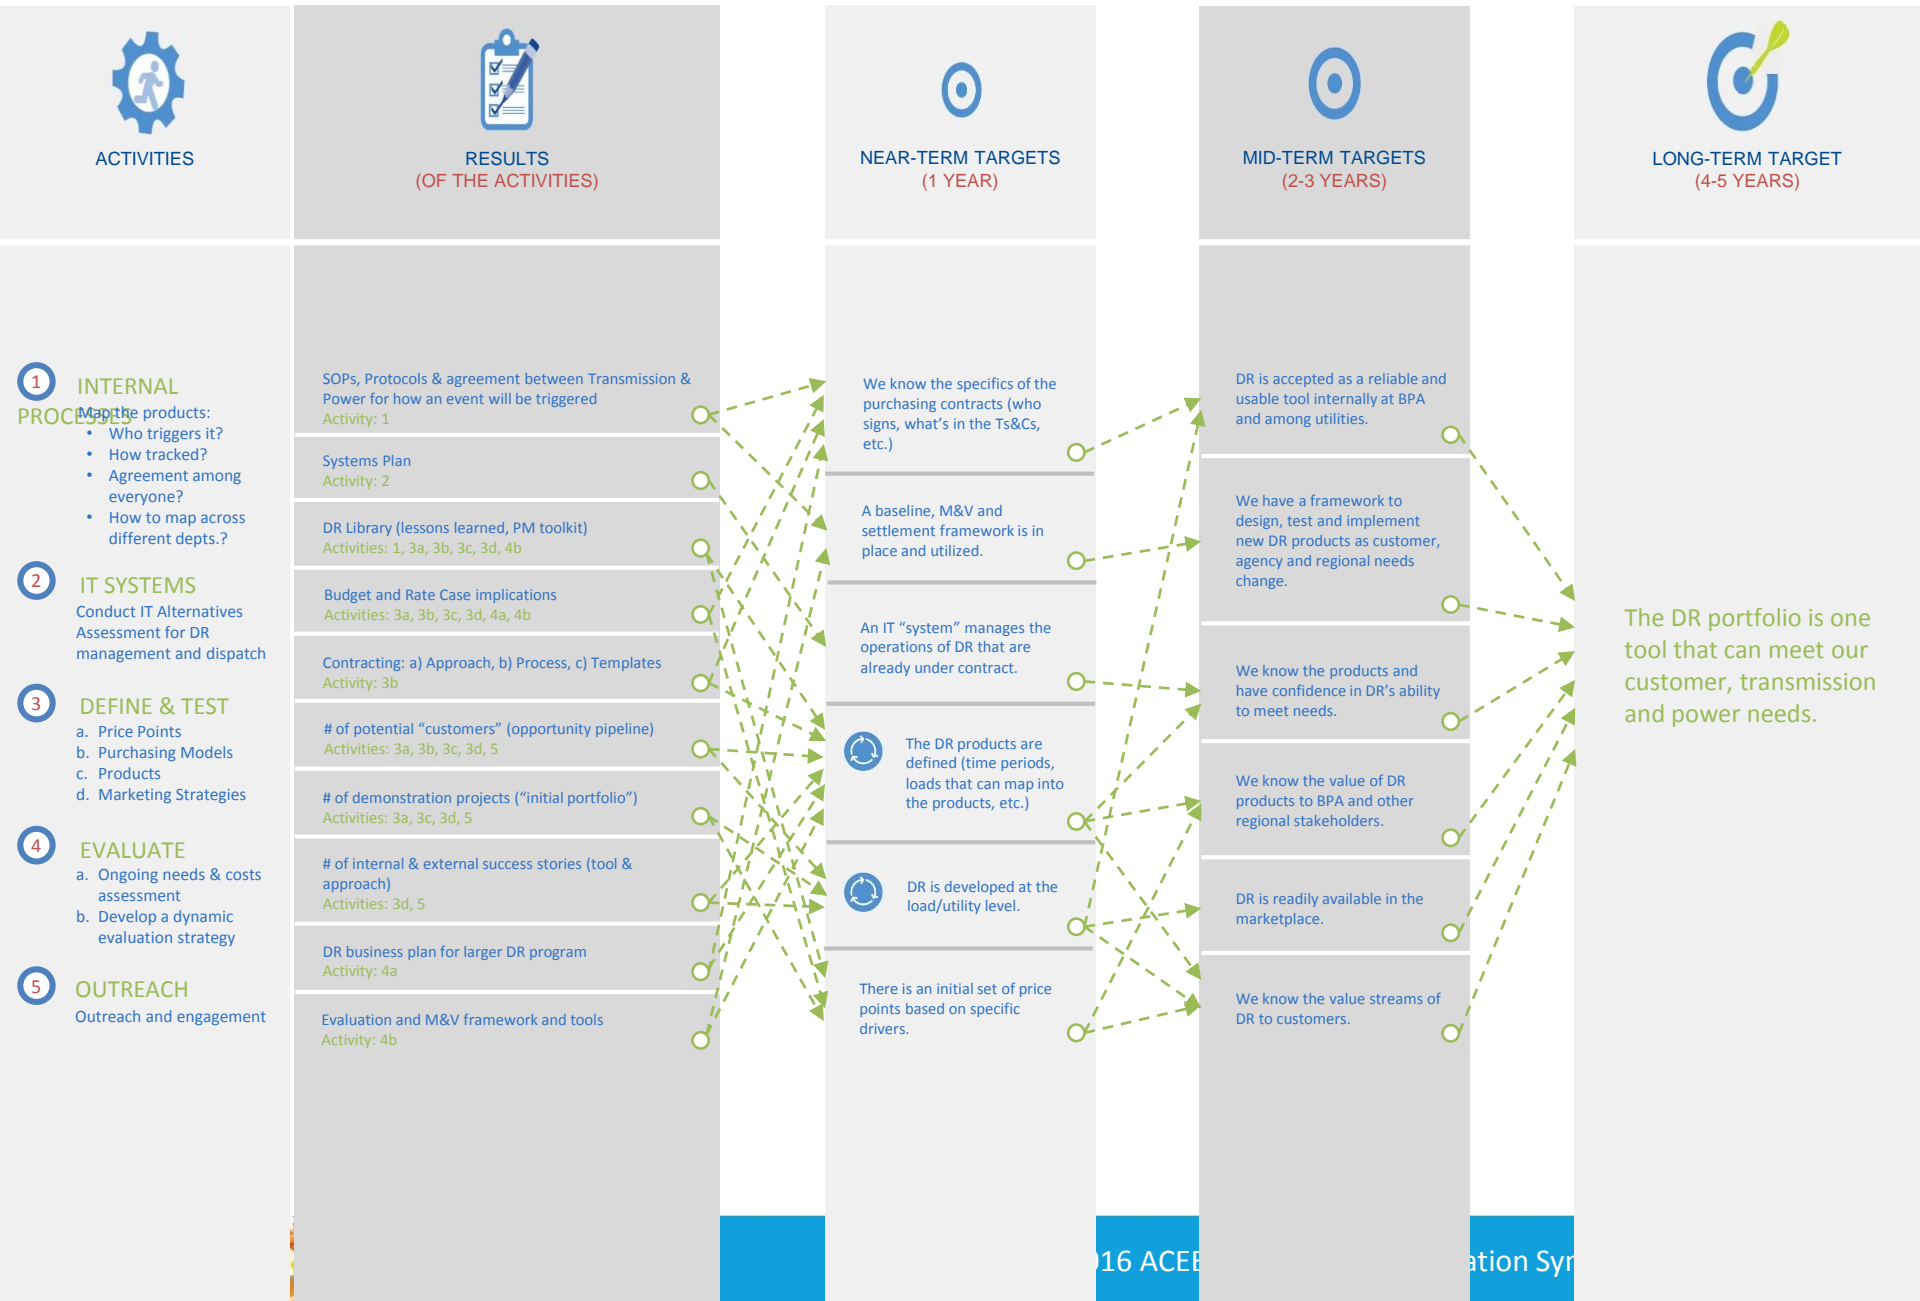 ACTIVITIES
RESULTS
(OF THE ACTIVITIES)
NEAR-TERM TARGETS
(1 YEAR)
MID-TERM TARGETS
(2-3 YEARS)
LONG-TERM TARGET
(4-5 YEARS)
1
INTERNAL
PROCESSES
Map the products:
• Who triggers it?
• How tracked?
• Agreement among
everyone?
• How to map across
different depts.?
2
IT SYSTEMS
Conduct IT Alternatives
Assessment for DR
management and dispatch
3
DEFINE & TEST
a. Price Points
b. Purchasing Models
c. Products
d. Marketing Strategies
4
EVALUATE
a. Ongoing needs & costs
assessment
b. Develop a dynamic
evaluation strategy
5
OUTREACH
Outreach and engagement
SOPs, Protocols & agreement between Transmission &
Power for how an event will be triggered
Activity: 1
Systems Plan
Activity: 2
DR Library (lessons learned, PM toolkit)
Activities: 1, 3a, 3b, 3c, 3d, 4b
Budget and Rate Case implications
Activities: 3a, 3b, 3c, 3d, 4a, 4b
Contracting: a) Approach, b) Process, c) Templates
Activity: 3b
# of potential “customers” (opportunity pipeline)
Activities: 3a, 3b, 3c, 3d, 5
# of demonstration projects (“initial portfolio”)
Activities: 3a, 3c, 3d, 5
# of internal & external success stories (tool &
approach)
Activities: 3d, 5
DR business plan for larger DR program
Activity: 4a
Evaluation and M&V framework and tools
Activity: 4b
We know the specifics of the
purchasing contracts (who
signs, what’s in the Ts&Cs,
etc.)
A baseline, M&V and
settlement framework is in
place and utilized.
An IT “system” manages the
operations of DR that are
already under contract.
The DR products are
defined (time periods,
loads that can map into
the products, etc.)
DR is developed at the
load/utility level.
There is an initial set of price
points based on specific
drivers.
DR is accepted as a reliable and
usable tool internally at BPA
and among utilities.
We have a framework to
design, test and implement
new DR products as customer,
agency and regional needs
change.
We know the products and
have confidence in DR’s ability
to meet needs.
We know the value of DR
products to BPA and other
regional stakeholders.
DR is readily available in the
marketplace.
We know the value streams of
DR to customers.
The DR portfolio is one
tool that can meet our
customer, transmission
and power needs.
16 ACEE
ation Syr